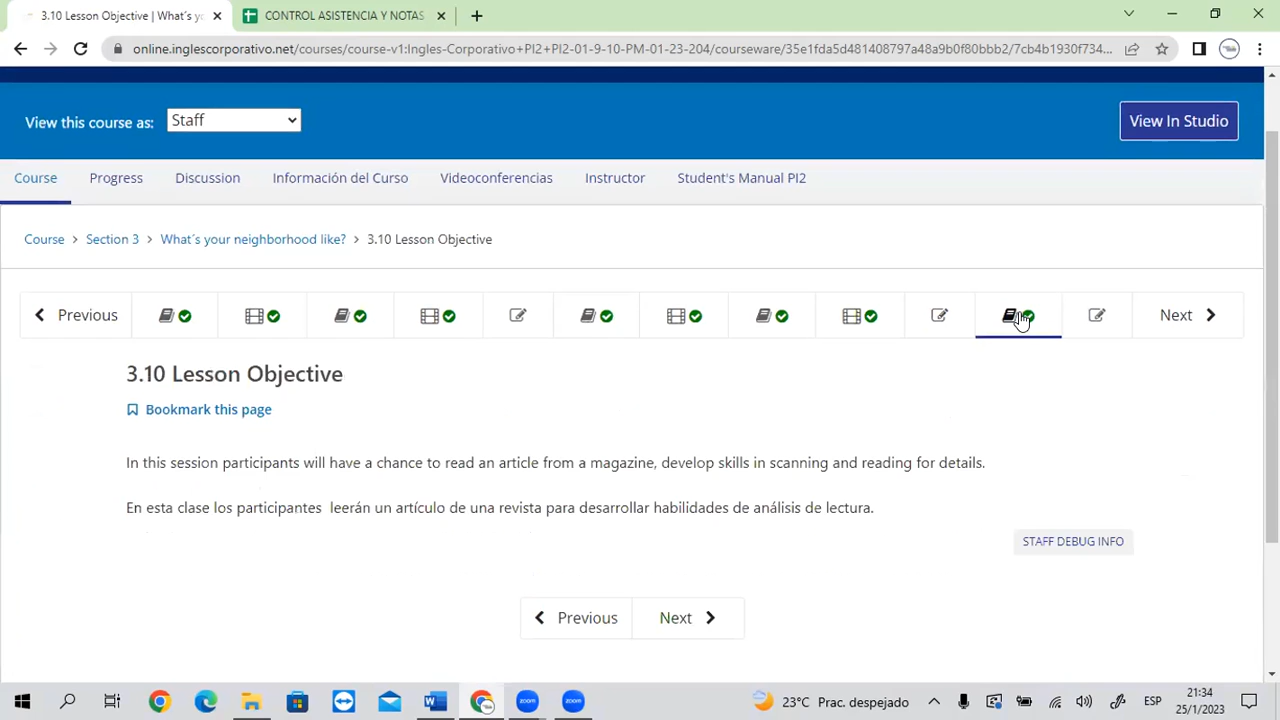 3.10 Lesson Objective | What's yo
CONTROL ASISTENCIA Y NOTAS
online.inglescorporativo.net/courses/course-v1:Ingles-Corporativo+PI2+PI2-01-9-10-PM-01-23-204/courseware/35e1fda5d481408797a48a9b0f80bbb2/7cb4b1930f734...
View this course as:
Staff
View In Studio
Course
Progress
Discussion
Información del Curso
Videoconferencias
Instructor
Student's Manual PI2
Course > Section 3 > What´s your neighborhood like? > 3.10 Lesson Objective
Previous
Next
3.10 Lesson Objective
Bookmark this page
In this session participants will have a chance to read an article from a magazine, develop skills in scanning and reading for details.
En esta clase los participantes leerán un artículo de una revista para desarrollar habilidades de análisis de lectura.
STAFF DEBUG INFO
Previous
Next
zoom
zoom
23°C Prac. despejado
ESP
21:34
25/1/2023